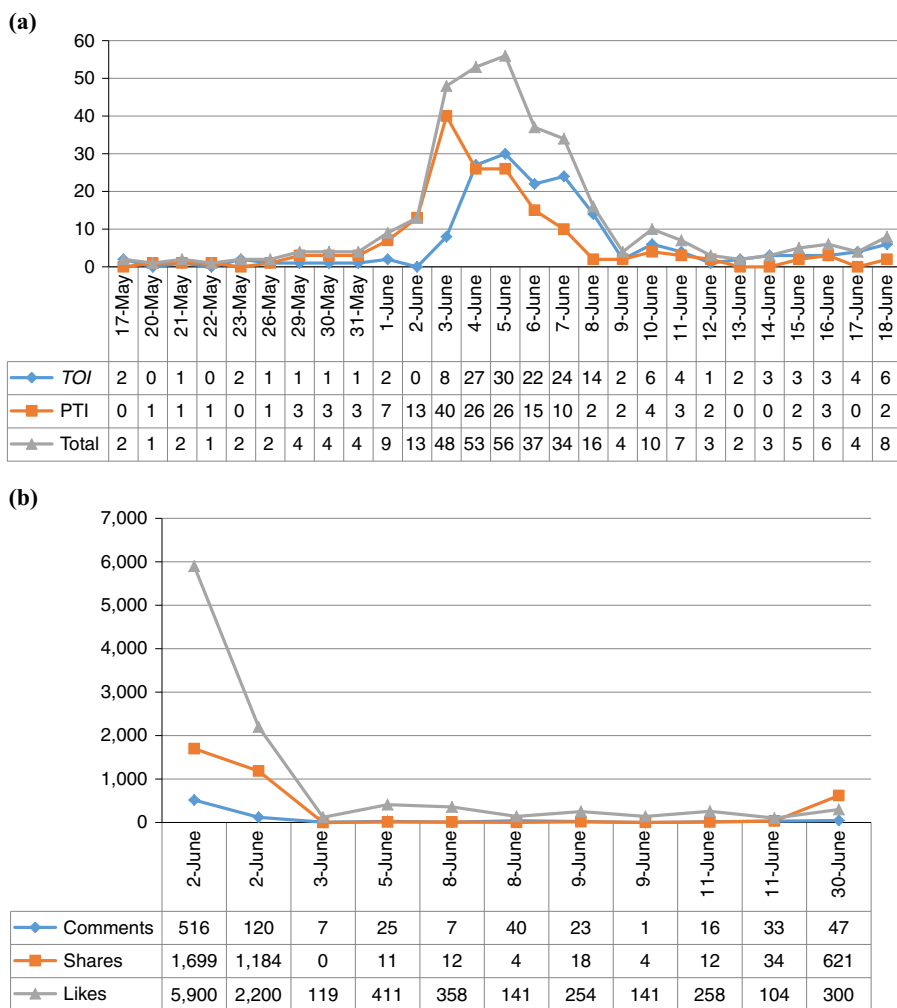 (a)
60
50
40
30
20
10
0
17-May 20-May 21-May 22-May 23-May 26-May 29-May 30-May 31-May 1-June 2-June 3-June 4-June 5-June 6-June 7-June 8-June 9-June 10-June 11-June 12-June 13-June 14-June 15-June 16-June 17-June 18-June
TOI 2 0 1 0 2 1 1 1 1 2 0 8 27 30 22 24 14 2 6 4 1 2 3 3 3 4 6
PTI 0 1 1 1 0 1 3 3 3 7 13 40 26 26 15 10 2 2 4 3 2 0 0 2 3 0 2
Total 2 1 2 1 2 2 4 4 4 9 13 48 53 56 37 34 16 4 10 7 3 2 3 5 6 4 8
(b)
7,000
6,000
5,000
4,000
3,000
2,000
1,000
0
2-June 2-June 3-June 5-June 8-June 8-June 9-June 9-June 11-June 11-June 30-June
Comments 516 120 7 25 7 40 23 1 16 33 47
Shares 1,699 1,184 0 11 12 4 18 4 12 34 621
Likes 5,900 2,200 119 411 358 141 254 141 258 104 300